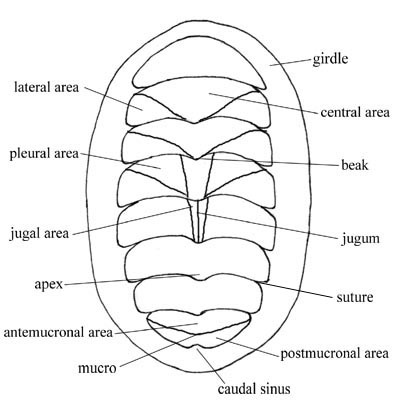 girdle
lateral area
central area
pleural area
beak
jugal area
jugum
apex
suture
antemucronal area
postmucronal area
mucro
caudal sinus